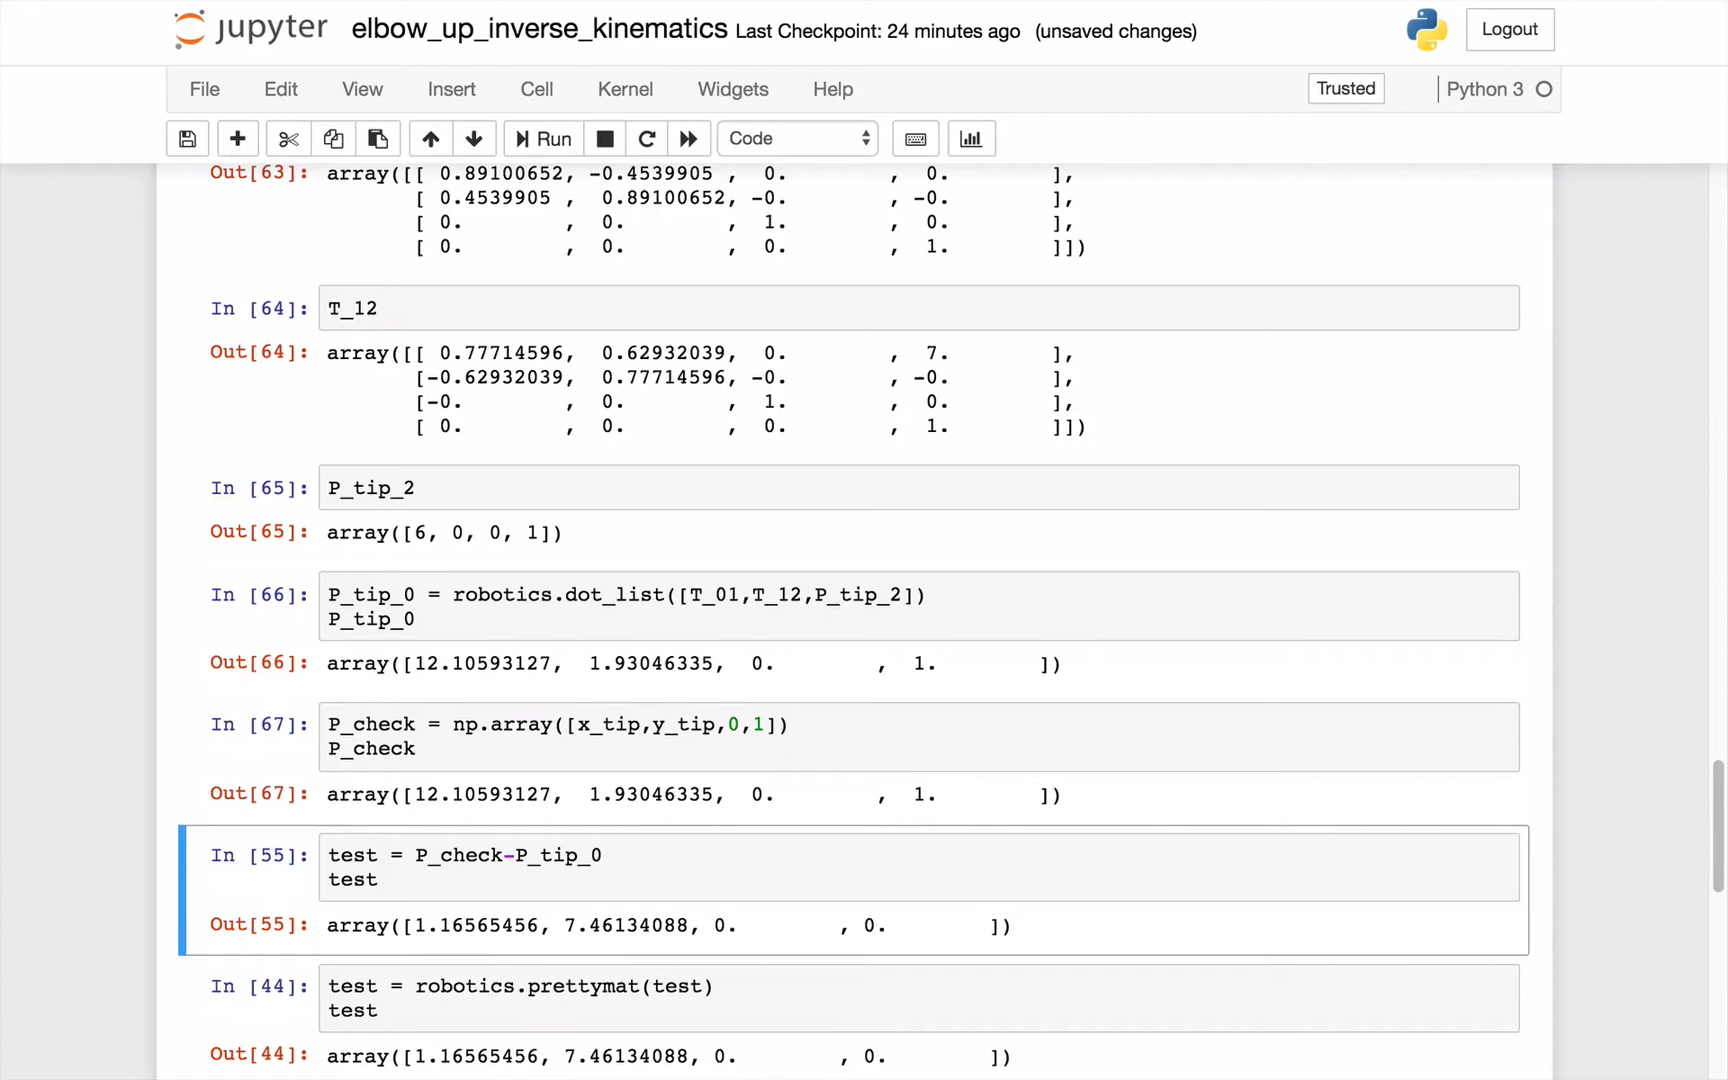 jupyter elbow_up_inverse_kinematics Last Checkpoint: 24 minutes ago (unsaved changes) Logout
File Edit View Insert Cell Kernel Widgets Help Trusted Python 3
Run Code
Out[63]: array([[ 0.89100652, -0.4539905 , 0. , 0. ],
[ 0.4539905 , 0.89100652, -0. , -0. ],
[ 0. , 0. , 1. , 0. ],
[ 0. , 0. , 0. , 1. ]])
In [64]: T_12
Out[64]: array([[ 0.77714596, 0.62932039, 0. , 7. ],
[-0.62932039, 0.77714596, -0. , -0. ],
[-0. , 0. , 1. , 0. ],
[ 0. , 0. , 0. , 1. ]])
In [65]: P_tip_2
Out[65]: array([6, 0, 0, 1])
In [66]: P_tip_0 = robotics.dot_list([T_01,T_12,P_tip_2])
P_tip_0
Out[66]: array([12.10593127, 1.93046335, 0. , 1. ])
In [67]: P_check = np.array([x_tip,y_tip,0,1])
P_check
Out[67]: array([12.10593127, 1.93046335, 0. , 1. ])
In [55]: test = P_check-P_tip_0
test
Out[55]: array([1.16565456, 7.46134088, 0. , 0. ])
In [44]: test = robotics.prettymat(test)
test
Out[44]: array([1.16565456, 7.46134088, 0. , 0. ])